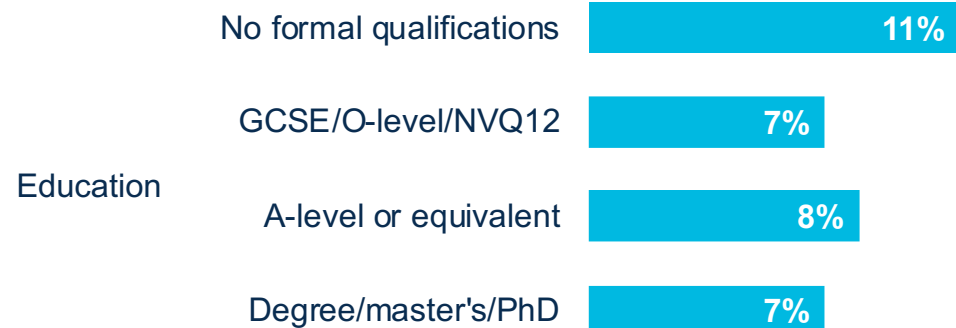 No formal qualifications 11%
GCSE/O-level/NVQ12 7%
Education
A-level or equivalent 8%
Degree/master's/PhD 7%